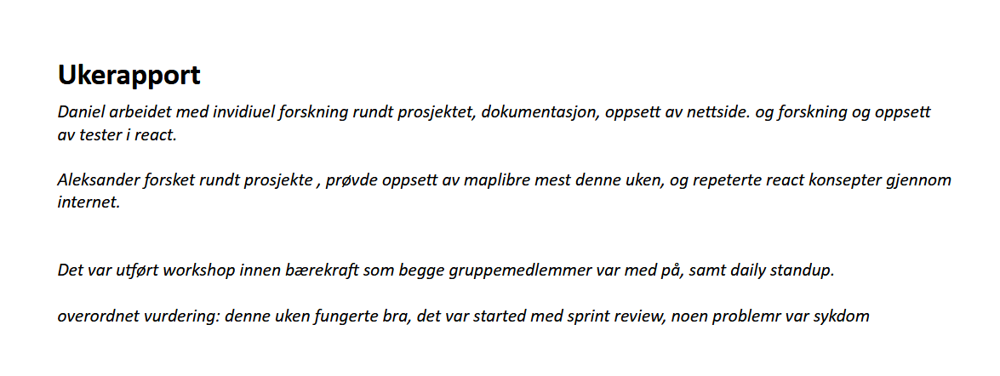 Ukerapport
Daniel arbeidet med invidiuel forskning rundt prosjektet, dokumentasjon, oppsett av nettside. og forskning og oppsett
av tester i react.
Aleksander forsket rundt prosjekte , prøvde oppsett av maplibre mest denne uken, og repeterte react konsepter gjennom
internet.
Det var utført workshop innen bærekraft som begge gruppemedlemmer var med på, samt daily standup.
overordnet vurdering: denne uken fungerte bra, det var started med sprint review, noen problemr var sykdom